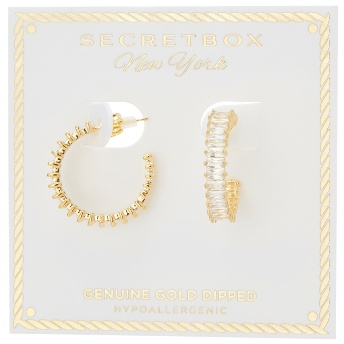 SECRETBOX
New York
GENUINE GOLD DIPPED
HYPOALLERGENIC